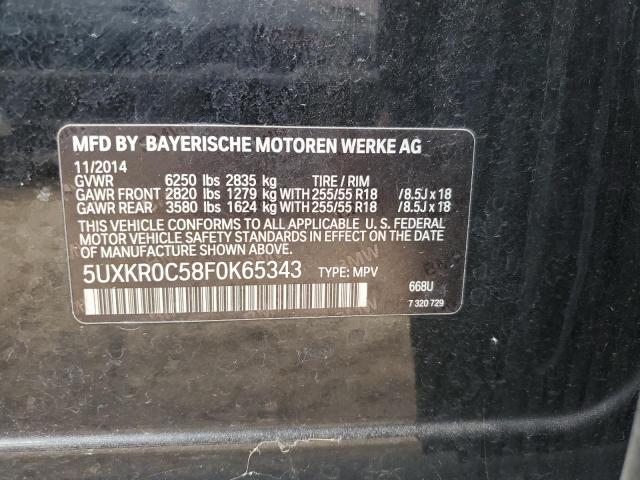 MFD BY BAYERISCHE MOTOREN WERKE AG
11/2014
GVWR 6250 lbs 2835 kg TIRE / RIM
GAWR FRONT 2820 lbs 1279 kg WITH 255/55 R18 /8.5J x 18
GAWR REAR 3580 lbs 1624 kg WITH 255/55 R18 /8.5J x 18
THIS VEHICLE CONFORMS TO ALL APPLICABLE U. S. FEDERAL
MOTOR VEHICLE SAFETY STANDARDS IN EFFECT ON THE DATE
OF MANUFACTURE SHOWN ABOVE.
5UXKR0C58F0K65343 TYPE: MPV
668U
7 320 729